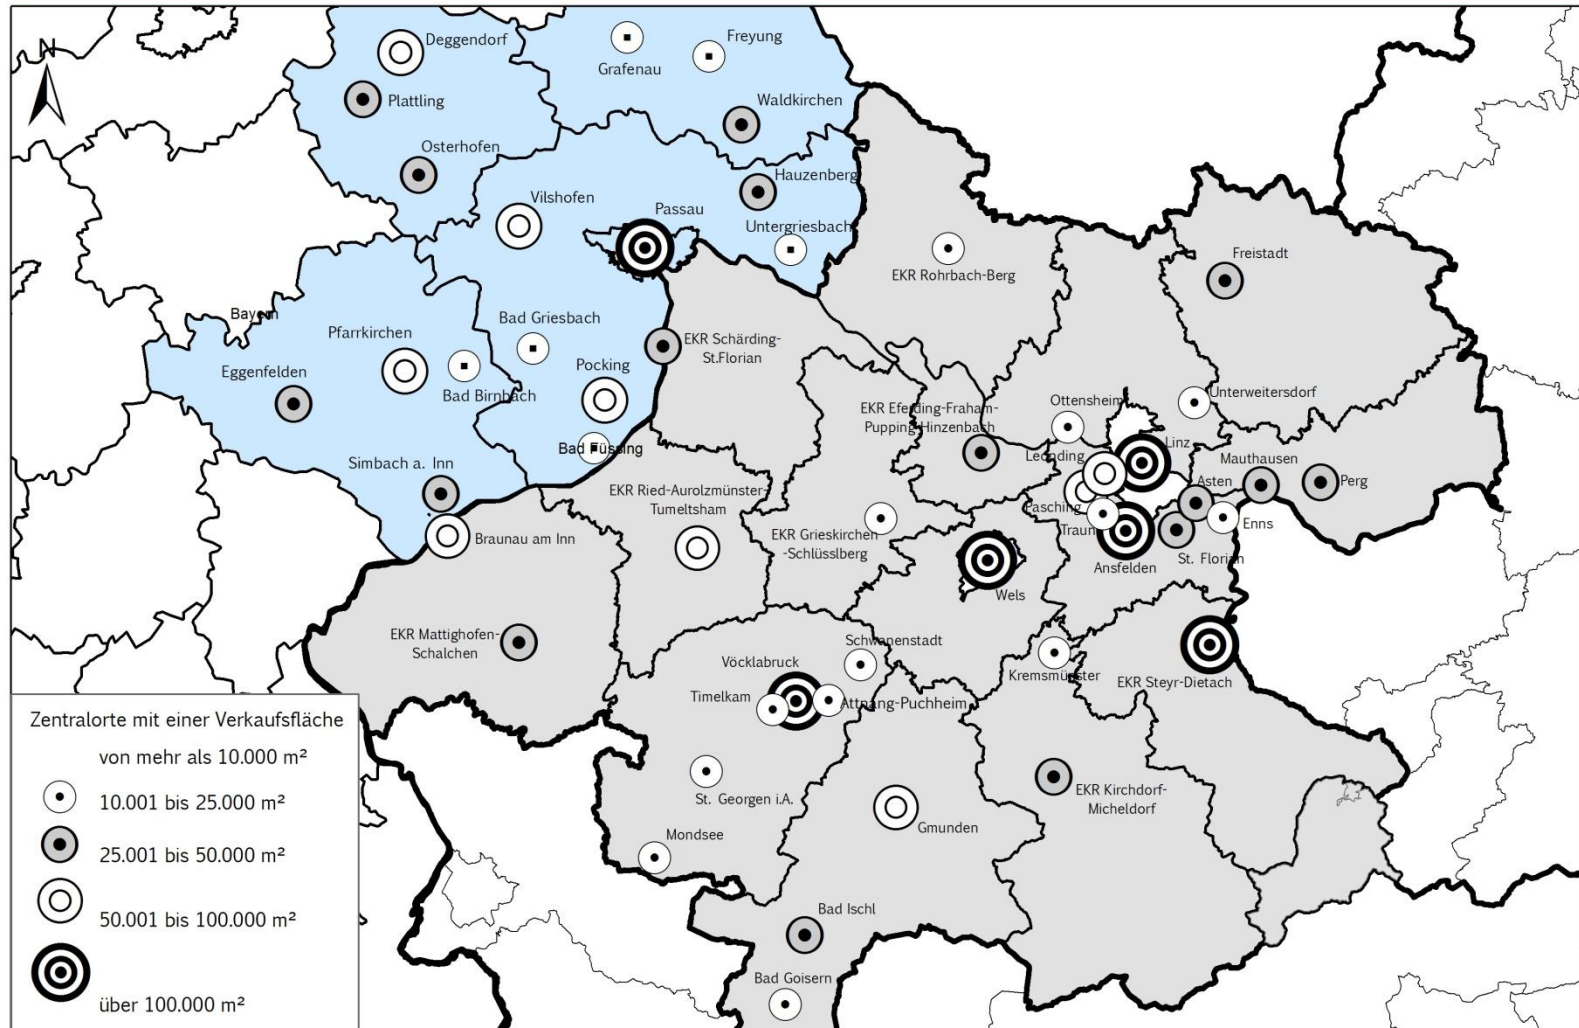 N
Deggendorf
Plattling
Osterhofen
Grafenau
Freyung
Waldkirchen
Hauzenberg
Untergriesbach
Vilshofen
Passau
EKR Rohrbach-Berg
Freistadt
Bayern
Pfarrkirchen
Eggenfelden
Bad Birnbach
Bad Griesbach
Pocking
Bad Füssing
EKR Schärding-
St.Florian
Simbach a. Inn
Braunau am Inn
EKR Ried-Aurolzmünster-
Tumeltsham
EKR Eferding-Fraham-
Pupping-Hinzenbach
EKR Grieskirchen
-Schlüsslberg
Ottensheim
Unterweitersdorf
Leonding
Linz
Pasching
Traun
Asten
Mauthausen
Perg
Enns
St. Florian
Ansfelden
Wels
EKR Mattighofen-
Schalchen
Schwanenstadt
Vöcklabruck
Timelkam
Attnang-Puchheim
Kremsmünster
EKR Steyr-Dietach
St. Georgen i.A.
Mondsee
Gmunden
EKR Kirchdorf-
Micheldorf
Bad Ischl
Bad Goisern
Zentralorte mit einer Verkaufsfläche
von mehr als 10.000 m²
10.001 bis 25.000 m²
25.001 bis 50.000 m²
50.001 bis 100.000 m²
über 100.000 m²